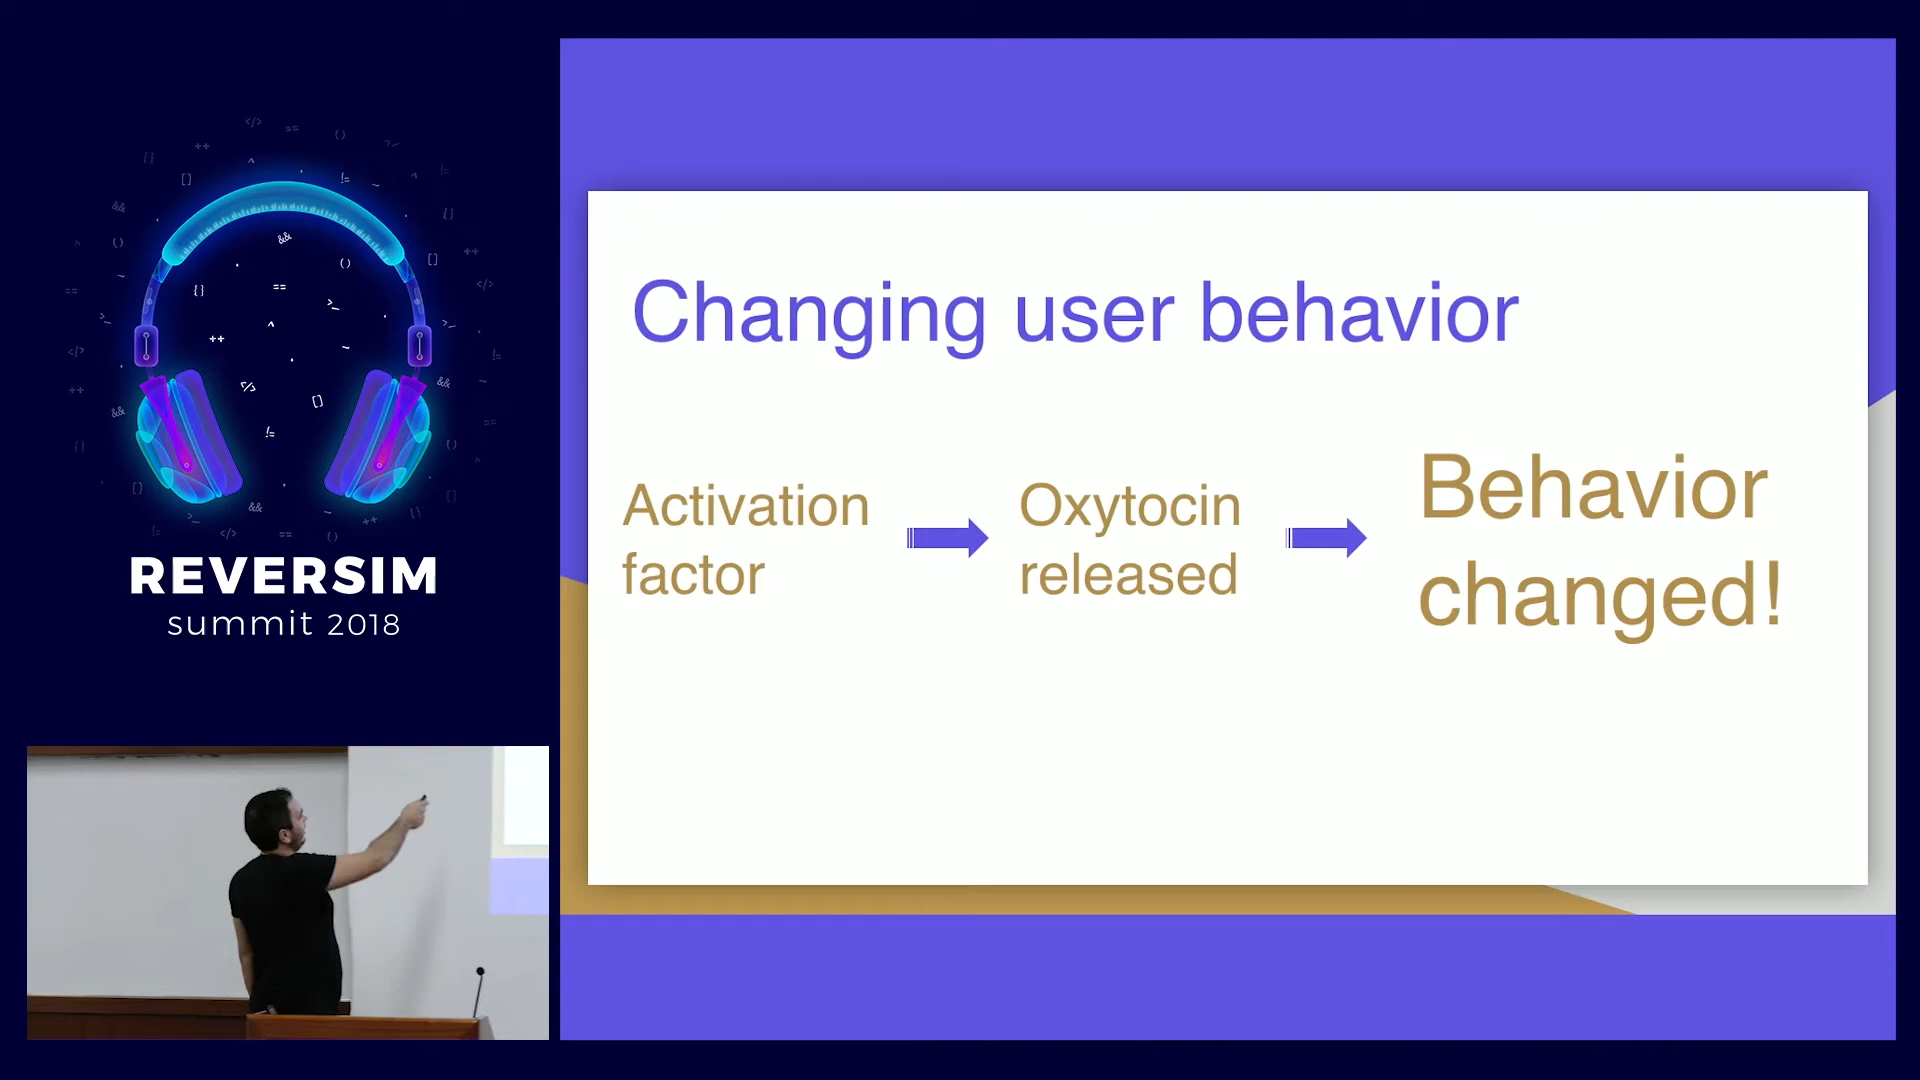 REVERSIM
summit 2018
Changing user behavior
Activation
factor
Oxytocin
released
Behavior
changed!